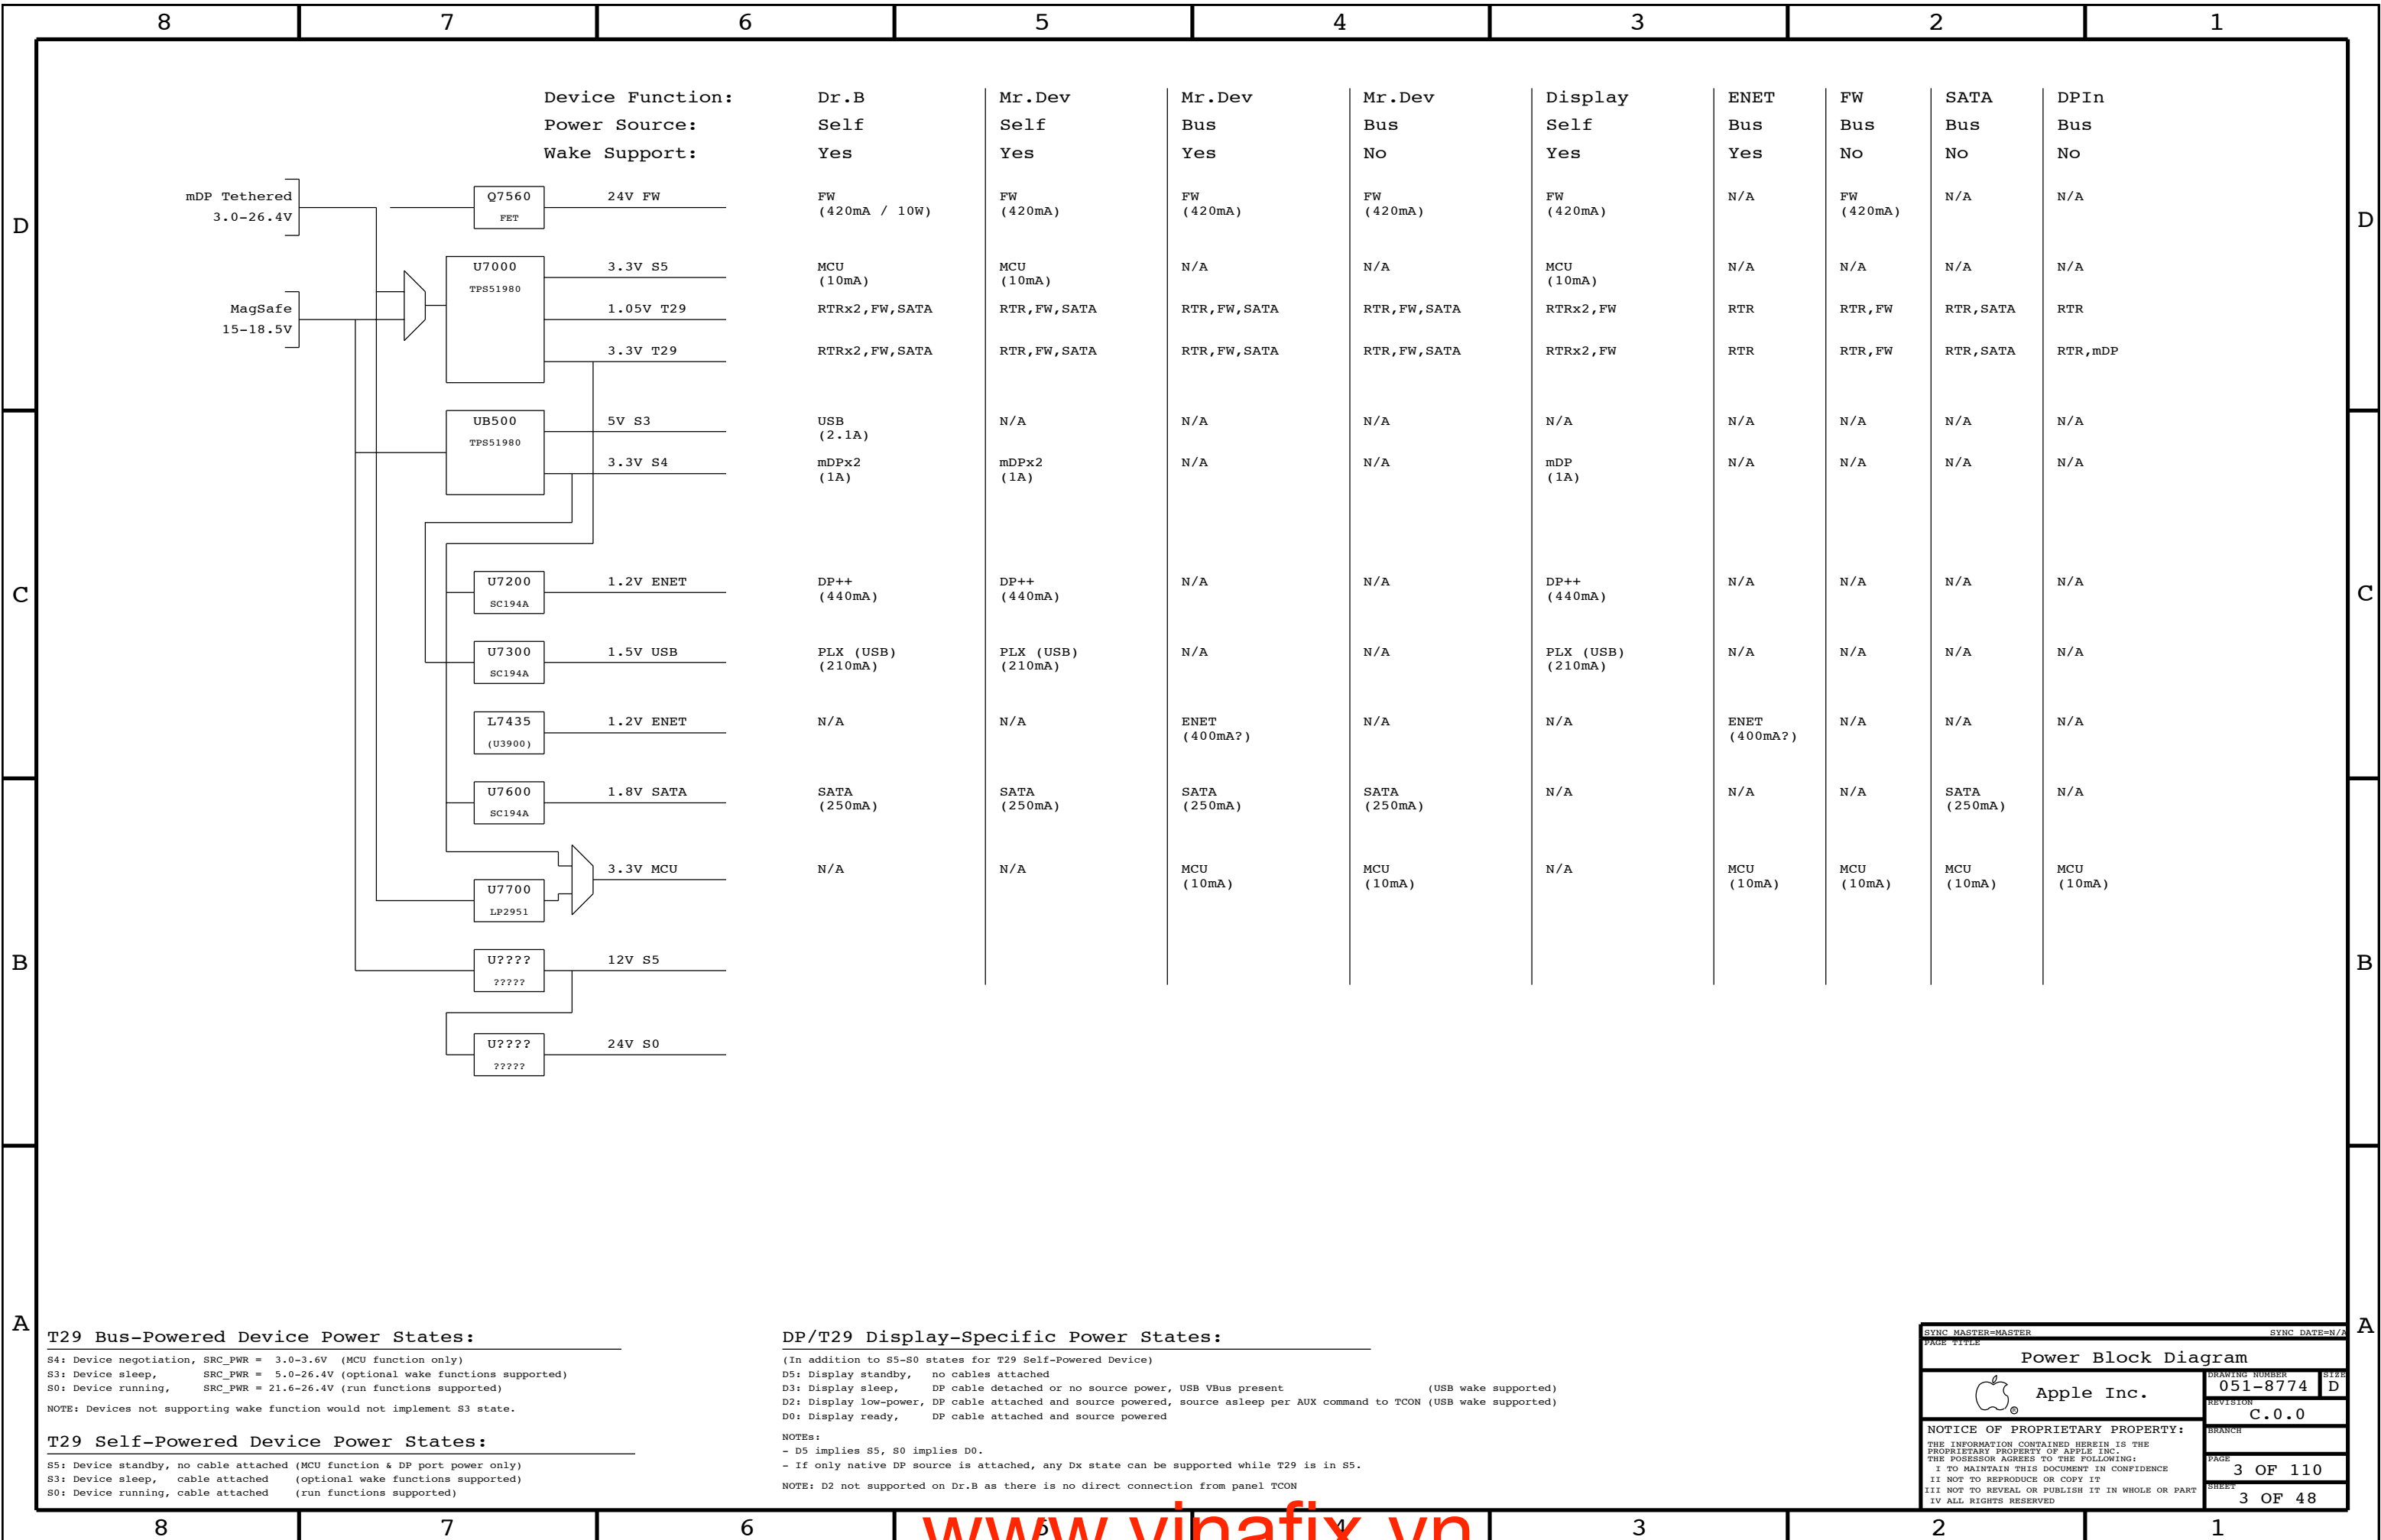 8 7 6 5 4 3 2 1
Device Function: Dr.B Mr.Dev Mr.Dev Mr.Dev Display ENET FW SATA DPIn
Power Source: Self Self Bus Bus Self Bus Bus Bus Bus
Wake Support: Yes Yes Yes No Yes Yes No No No
mDP Tethered Q7560 24V FW FW FW FW FW FW N/A FW N/A N/A
3.0-26.4V FET (420mA / 10W) (420mA) (420mA) (420mA) (420mA) (420mA)
D D
U7000 3.3V S5 MCU MCU N/A N/A MCU N/A N/A N/A N/A
TPS51980 (10mA) (10mA) (10mA)
MagSafe 1.05V T29 RTRx2,FW,SATA RTR,FW,SATA RTR,FW,SATA RTR,FW,SATA RTRx2,FW RTR RTR,FW RTR,SATA RTR
15-18.5V
3.3V T29 RTRx2,FW,SATA RTR,FW,SATA RTR,FW,SATA RTR,FW,SATA RTRx2,FW RTR RTR,FW RTR,SATA RTR,mDP
UB500 5V S3 USB N/A N/A N/A N/A N/A N/A N/A N/A
TPS51980 (2.1A)
3.3V S4 mDPx2 mDPx2 N/A N/A mDP N/A N/A N/A N/A
(1A) (1A) (1A)
U7200 1.2V ENET DP++ DP++ N/A N/A DP++ N/A N/A N/A N/A
C SC194A (440mA) (440mA) (440mA) C
U7300 1.5V USB PLX (USB) PLX (USB) N/A N/A PLX (USB) N/A N/A N/A N/A
SC194A (210mA) (210mA) (210mA)
L7435 1.2V ENET N/A N/A ENET N/A N/A ENET N/A N/A N/A
(U3900) (400mA?) (400mA?)
U7600 1.8V SATA SATA SATA SATA SATA N/A N/A N/A SATA N/A
SC194A (250mA) (250mA) (250mA) (250mA) (250mA)
3.3V MCU N/A N/A MCU MCU N/A MCU MCU MCU MCU
U7700 (10mA) (10mA) (10mA) (10mA) (10mA) (10mA)
LP2951
B U???? 12V S5 B
?????
U???? 24V S0
?????
A A
T29 Bus-Powered Device Power States:
S4: Device negotiation, SRC_PWR = 3.0-3.6V (MCU function only)
S3: Device sleep, SRC_PWR = 5.0-26.4V (optional wake functions supported)
S0: Device running, SRC_PWR = 21.6-26.4V (run functions supported)
NOTE: Devices not supporting wake function would not implement S3 state.
T29 Self-Powered Device Power States:
S5: Device standby, no cable attached (MCU function & DP port power only)
S3: Device sleep, cable attached (optional wake functions supported)
S0: Device running, cable attached (run functions supported)
DP/T29 Display-Specific Power States:
(In addition to S5-S0 states for T29 Self-Powered Device)
D5: Display standby, no cables attached
D3: Display sleep, DP cable detached or no source power, USB VBus present (USB wake supported)
D2: Display low-power, DP cable attached and source powered, source asleep per AUX command to TCON (USB wake supported)
D0: Display ready, DP cable attached and source powered
NOTEs:
- D5 implies S5, S0 implies D0.
- If only native DP source is attached, any Dx state can be supported while T29 is in S5.
NOTE: D2 not supported on Dr.B as there is no direct connection from panel TCON
SYNC MASTER=MASTER SYNC DATE=N/A
PAGE TITLE
Power Block Diagram
Apple Inc.
DRAWING NUMBER
051-8774
SIZE
D
REVISION
C.0.0
BRANCH
NOTICE OF PROPRIETARY PROPERTY:
THE INFORMATION CONTAINED HEREIN IS THE
PROPRIETARY PROPERTY OF APPLE INC.
THE POSESSOR AGREES TO THE FOLLOWING:
I TO MAINTAIN THIS DOCUMENT IN CONFIDENCE
II NOT TO REPRODUCE OR COPY IT
III NOT TO REVEAL OR PUBLISH IT IN WHOLE OR PART
IV ALL RIGHTS RESERVED
PAGE
3 OF 110
SHEET
3 OF 48
8 7 6 5 4 3 2 1
www.vinafix.vn